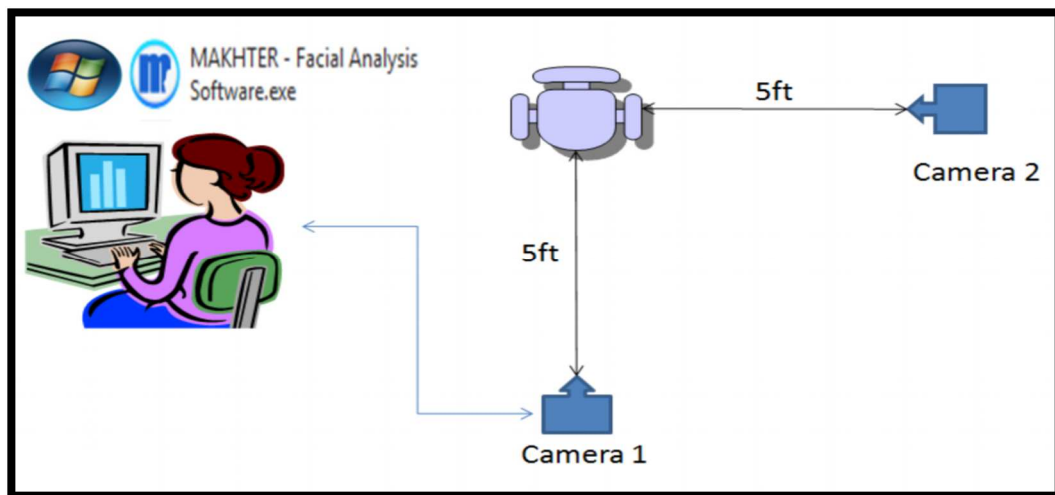 MAKHTER - Facial Analysis
Software.exe
5ft
Camera 2
5ft
Camera 1